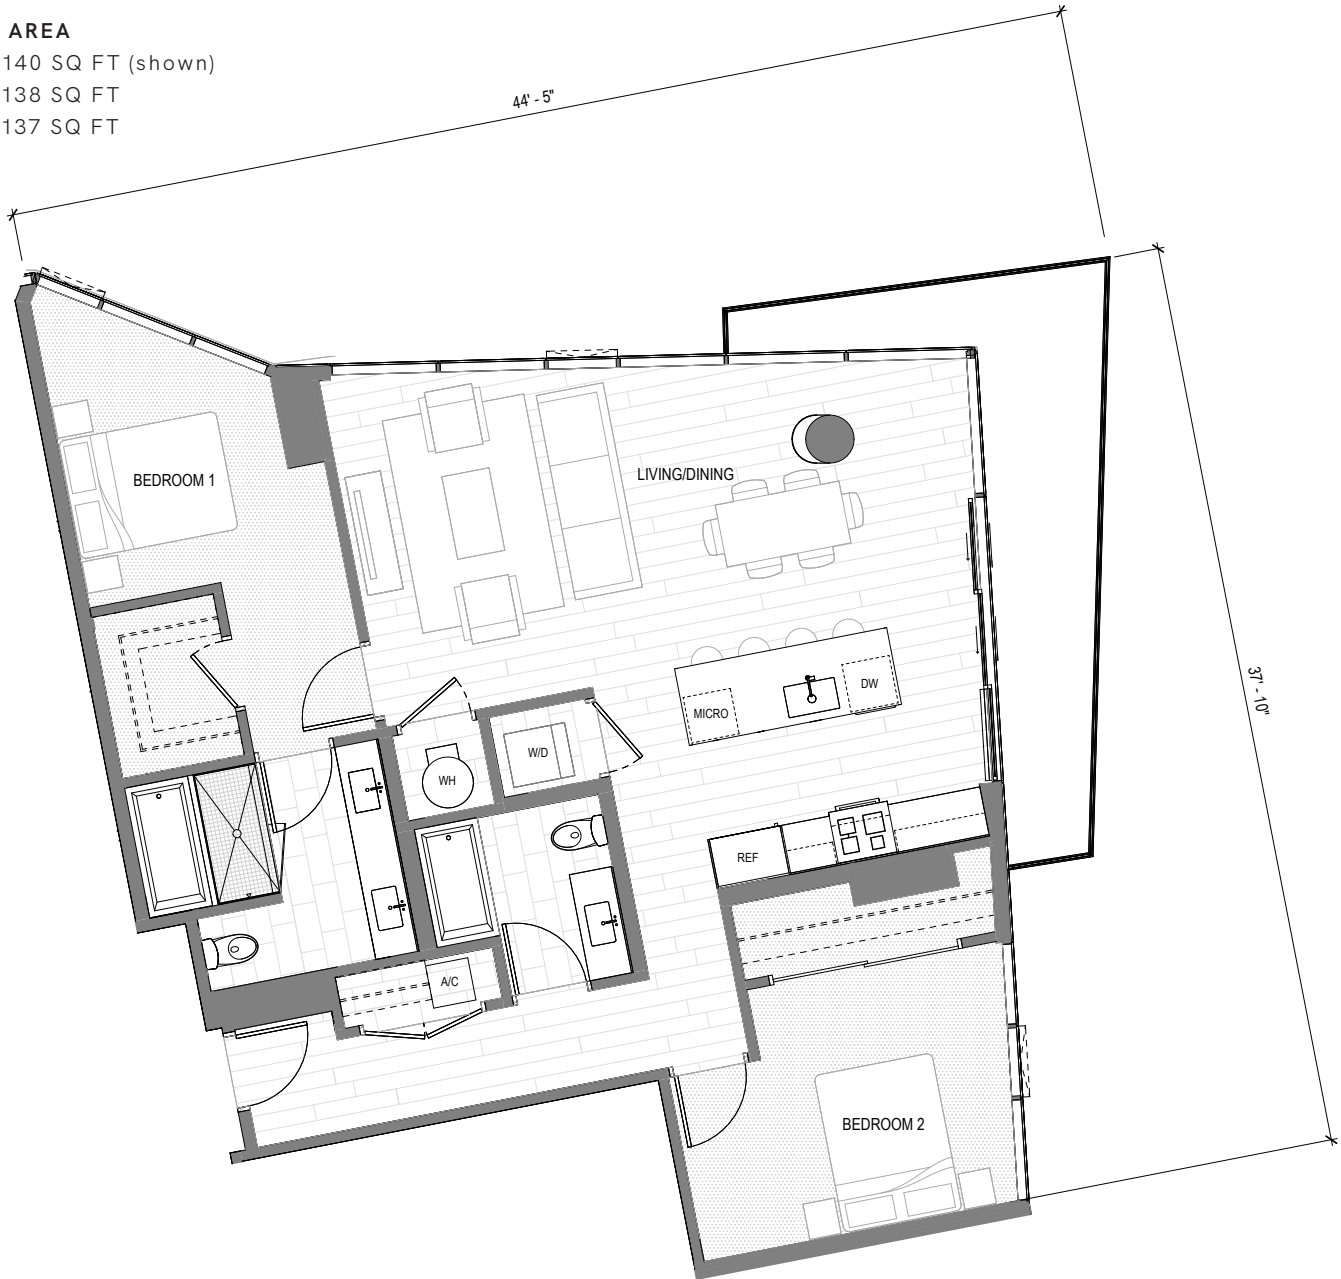 AREA
140 SQ FT (shown)
138 SQ FT
137 SQ FT
44' - 5"
37' - 10"
BEDROOM 1
LIVING/DINING
DW
MICRO
W/D
WH
REF
A/C
BEDROOM 2